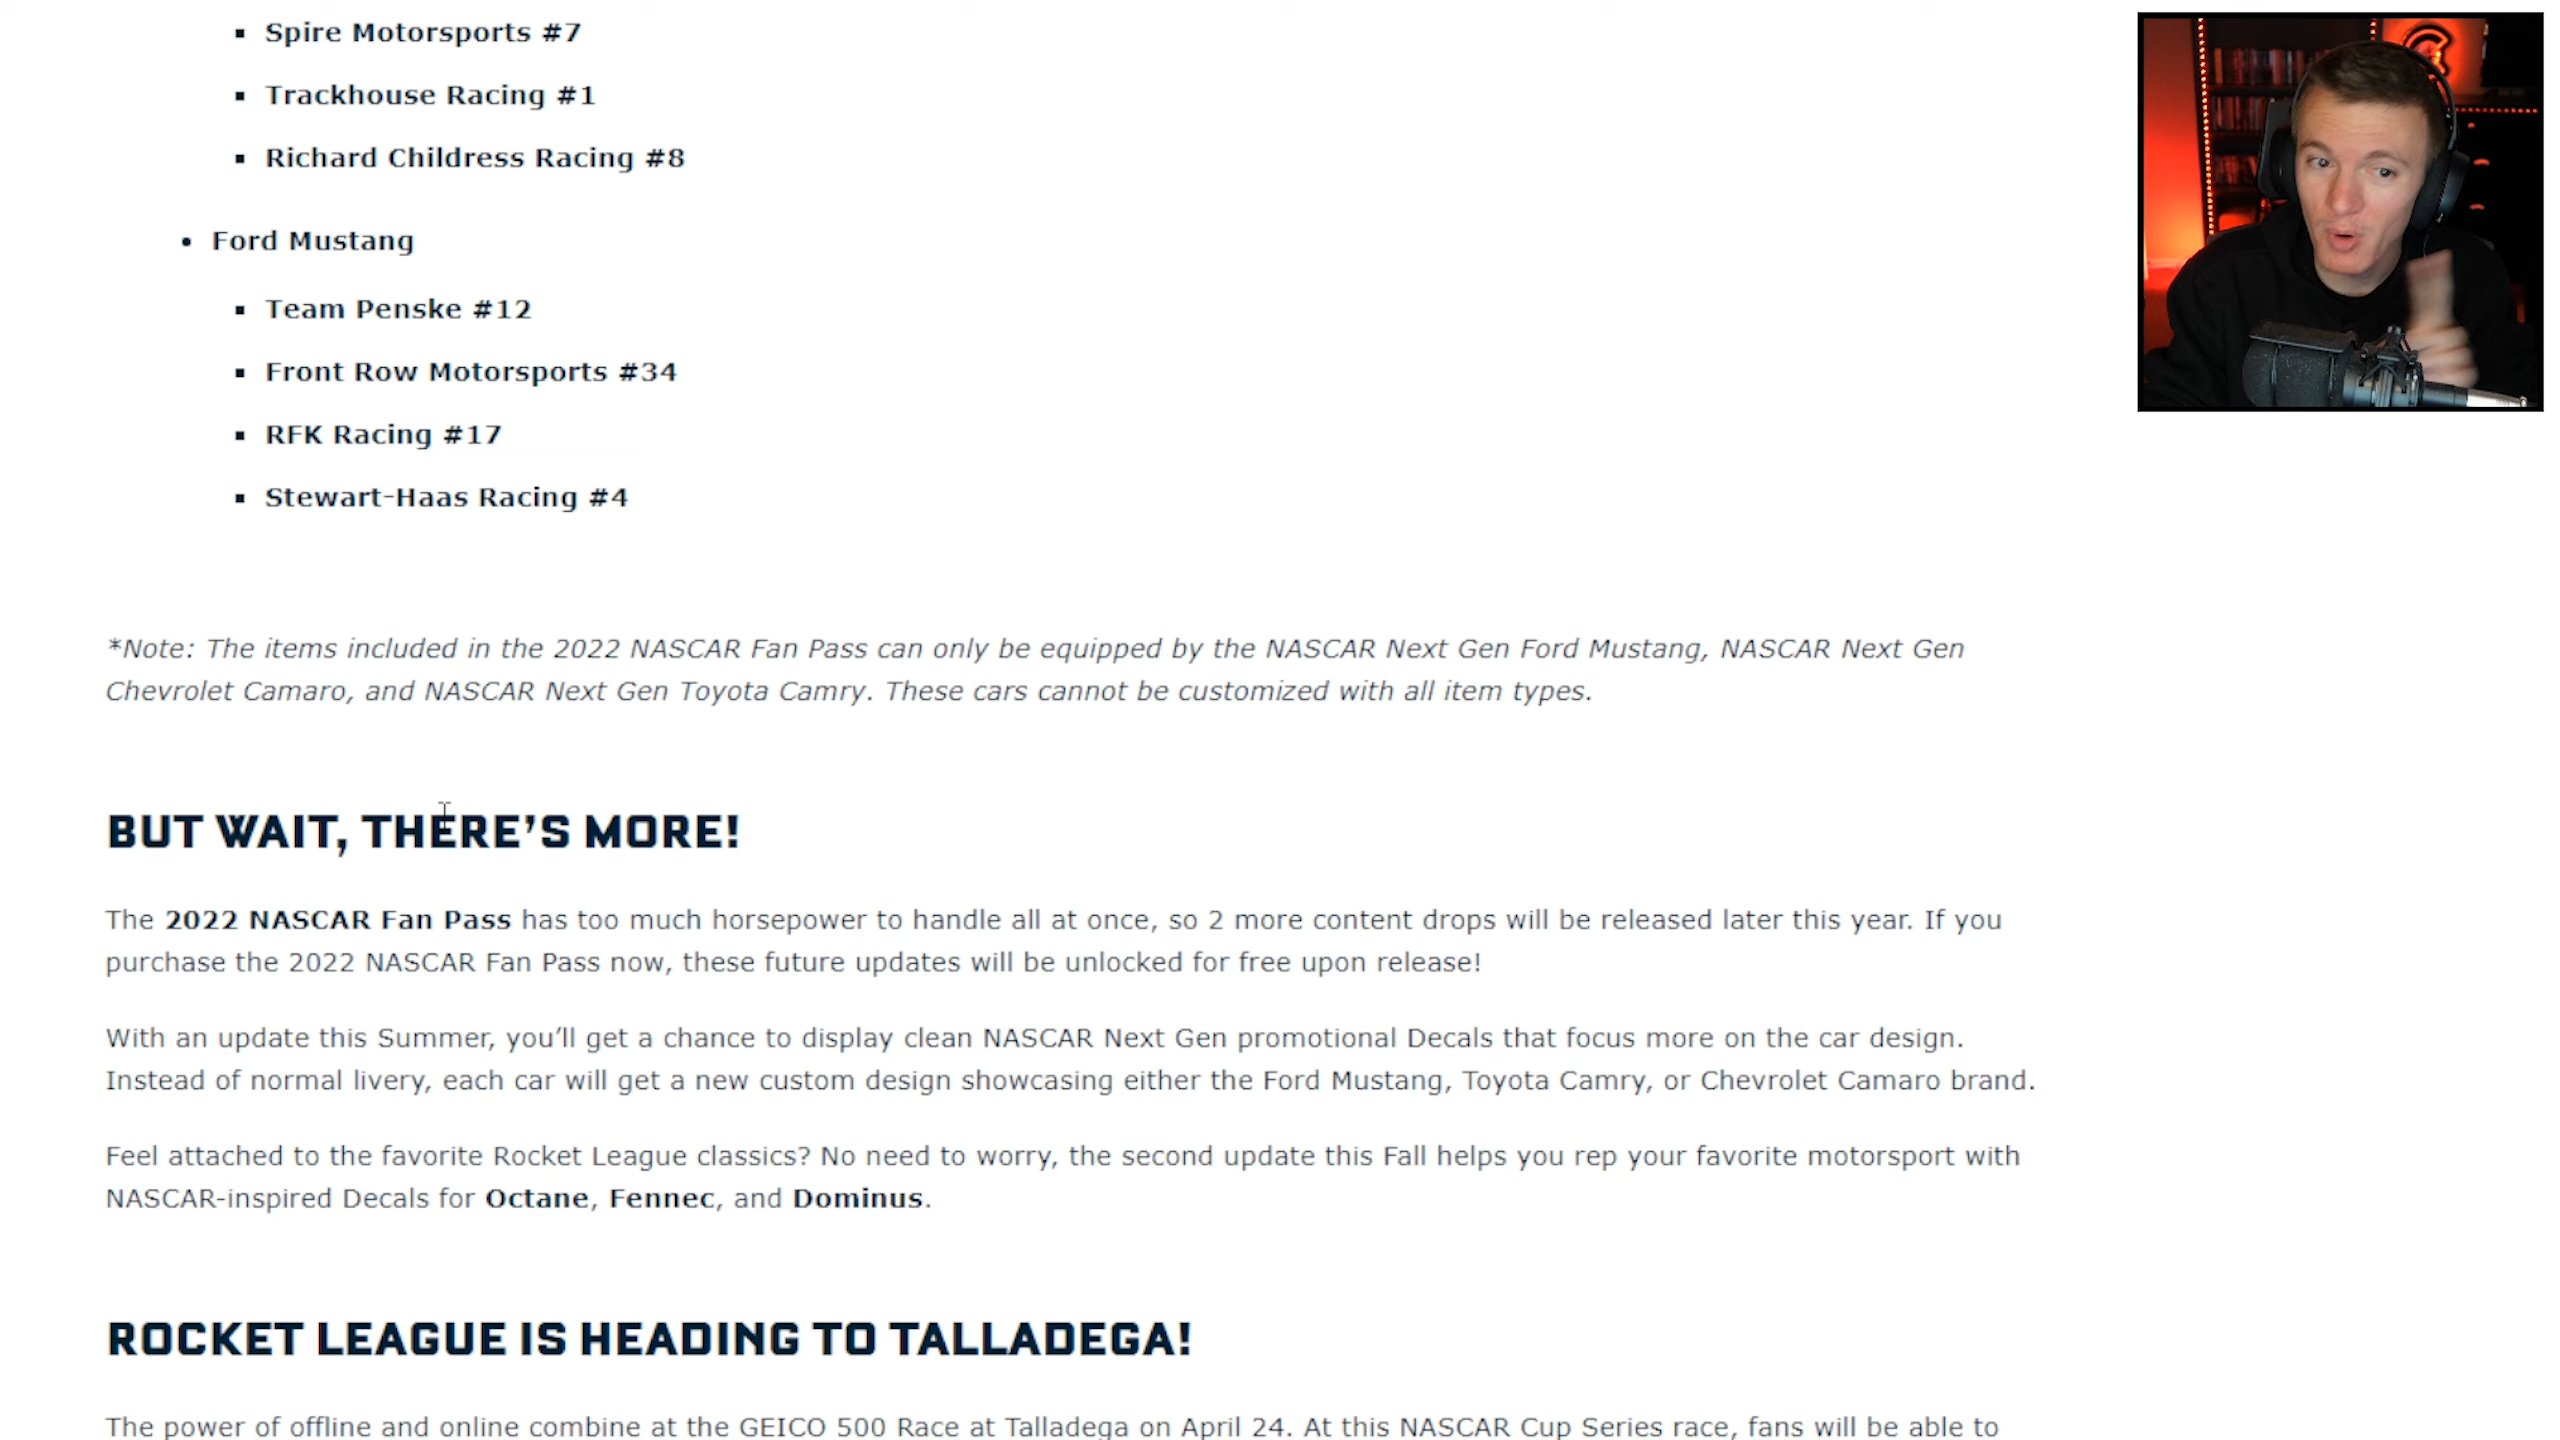 Spire Motorsports #7
Trackhouse Racing #1
Richard Childress Racing #8
Ford Mustang
Team Penske #12
Front Row Motorsports #34
RFK Racing #17
Stewart-Haas Racing #4
*Note: The items included in the 2022 NASCAR Fan Pass can only be equipped by the NASCAR Next Gen Ford Mustang, NASCAR Next Gen
Chevrolet Camaro, and NASCAR Next Gen Toyota Camry. These cars cannot be customized with all item types.
BUT WAIT, THERE’S MORE!
The 2022 NASCAR Fan Pass has too much horsepower to handle all at once, so 2 more content drops will be released later this year. If you
purchase the 2022 NASCAR Fan Pass now, these future updates will be unlocked for free upon release!
With an update this Summer, you’ll get a chance to display clean NASCAR Next Gen promotional Decals that focus more on the car design.
Instead of normal livery, each car will get a new custom design showcasing either the Ford Mustang, Toyota Camry, or Chevrolet Camaro brand.
Feel attached to the favorite Rocket League classics? No need to worry, the second update this Fall helps you rep your favorite motorsport with
NASCAR-inspired Decals for Octane, Fennec, and Dominus.
ROCKET LEAGUE IS HEADING TO TALLADEGA!
The power of offline and online combine at the GEICO 500 Race at Talladega on April 24. At this NASCAR Cup Series race, fans will be able to